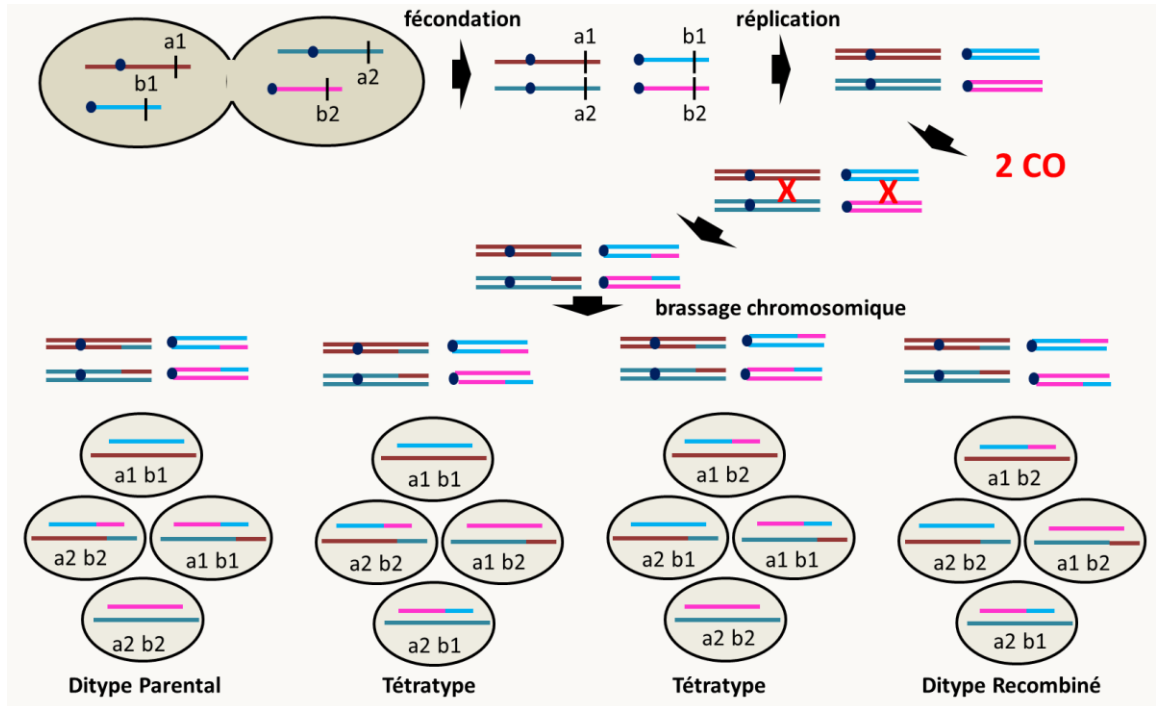 fécondation
réplication
a1
b1
a2
b2
a1
b1
a2
b2
2 CO
X
X
brassage chromosomique
a1 b1
a2 b2
a1 b1
a2 b2
Ditype Parental
a1 b1
a2 b2
a1 b2
a2 b1
Tétratype
a1 b2
a2 b1
a1 b1
a2 b2
Tétratype
a1 b2
a2 b2
a1 b2
a2 b1
Ditype Recombiné